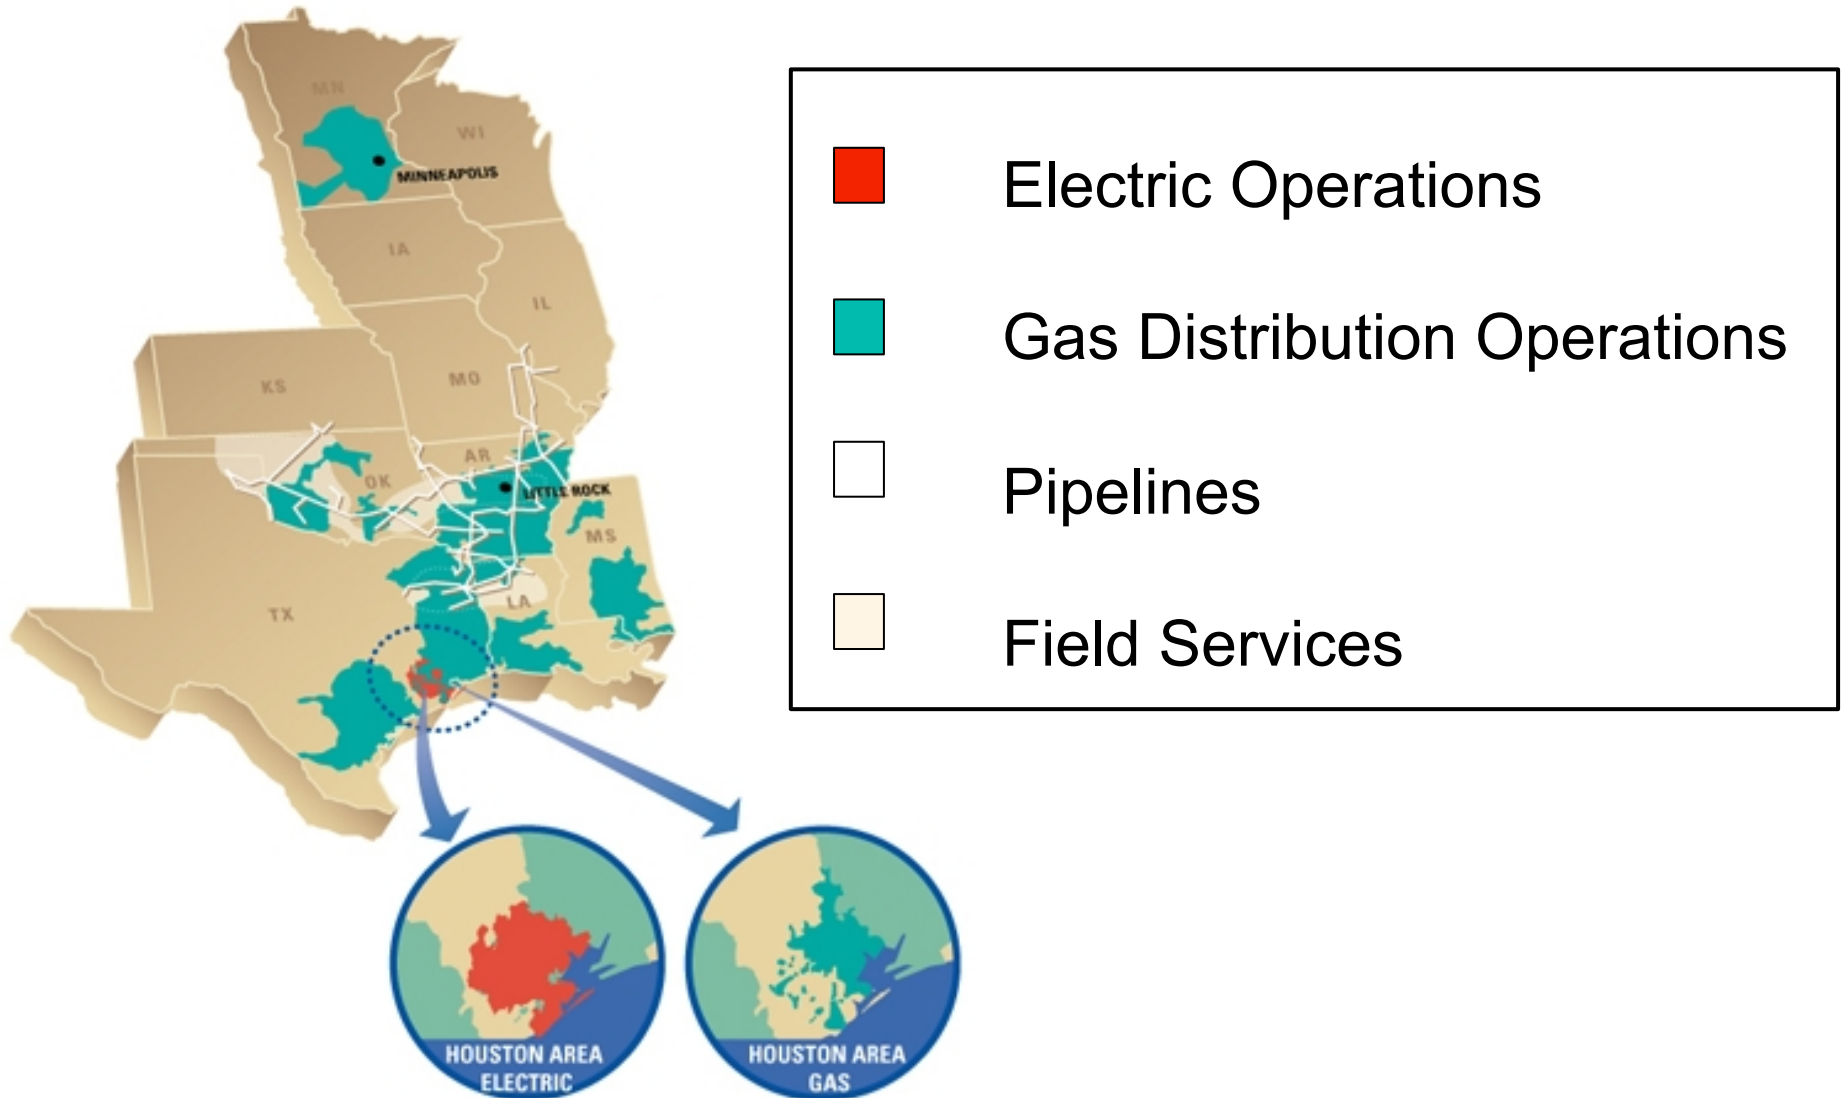 MN
WI
MINNEAPOLIS
IA
IL
KS
MO
AR
OK
LITTLE ROCK
MS
TX
LA
HOUSTON AREA
ELECTRIC
HOUSTON AREA
GAS
Electric Operations
Gas Distribution Operations
Pipelines
Field Services